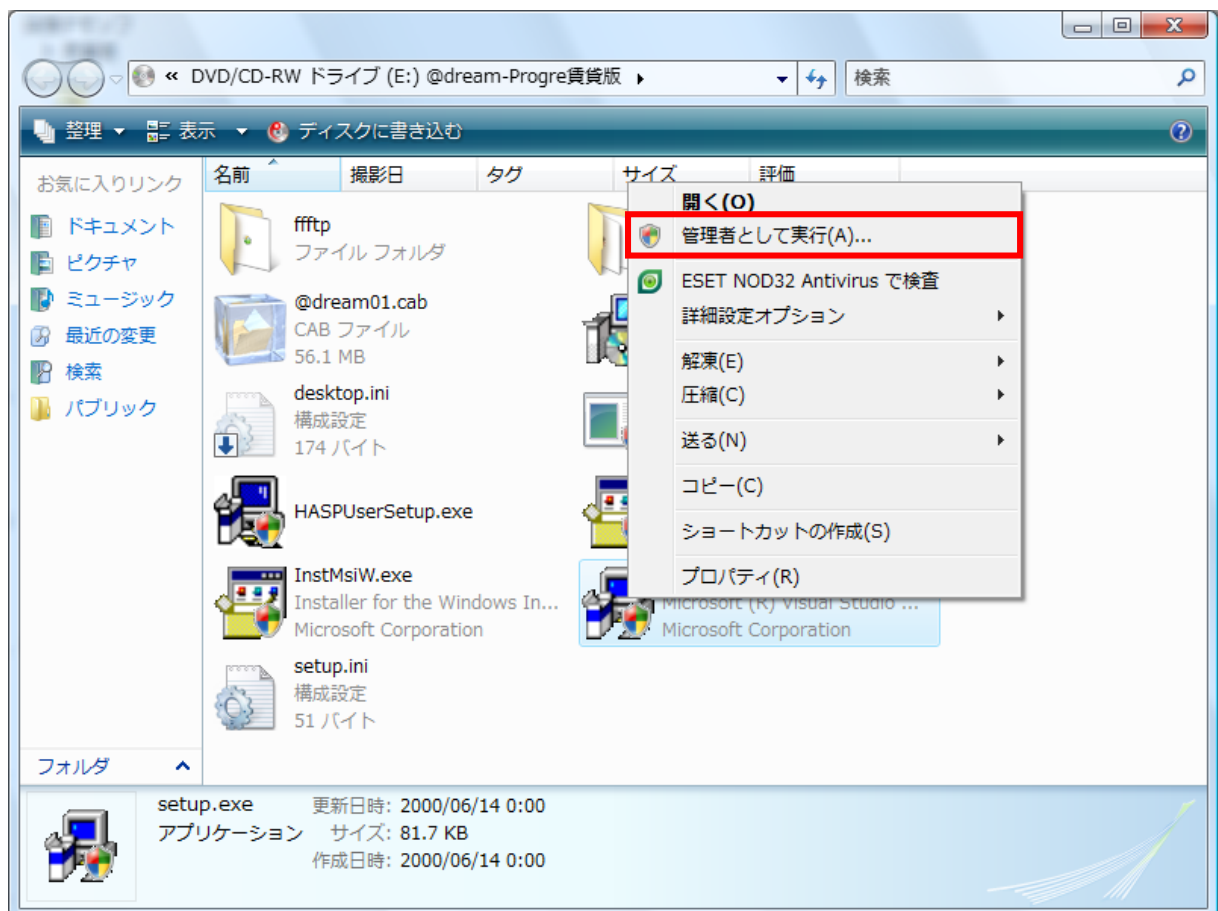 « DVD/CD-RW ドライブ (E:) @dream-Progre賃貸版
検索
整理 表示 ディスクに書き込む
お気に入りリンク
ドキュメント
ピクチャ
ミュージック
最近の変更
検索
パブリック
フォルダ
名前 撮影日 タグ サイズ 評価
ffftp
ファイル フォルダ
@dream01.cab
CAB ファイル
56.1 MB
desktop.ini
構成設定
174 バイト
HASPUserSetup.exe
InstMsiW.exe
Installer for the Windows In...
Microsoft Corporation
Microsoft (R) Visual Studio ...
Microsoft Corporation
setup.ini
構成設定
51 バイト
開く(O)
管理者として実行(A)...
ESET NOD32 Antivirus で検査
詳細設定オプション
解凍(E)
圧縮(C)
送る(N)
コピー(C)
ショートカットの作成(S)
プロパティ(R)
setup.exe 更新日時: 2000/06/14 0:00
アプリケーション サイズ: 81.7 KB
作成日時: 2000/06/14 0:00